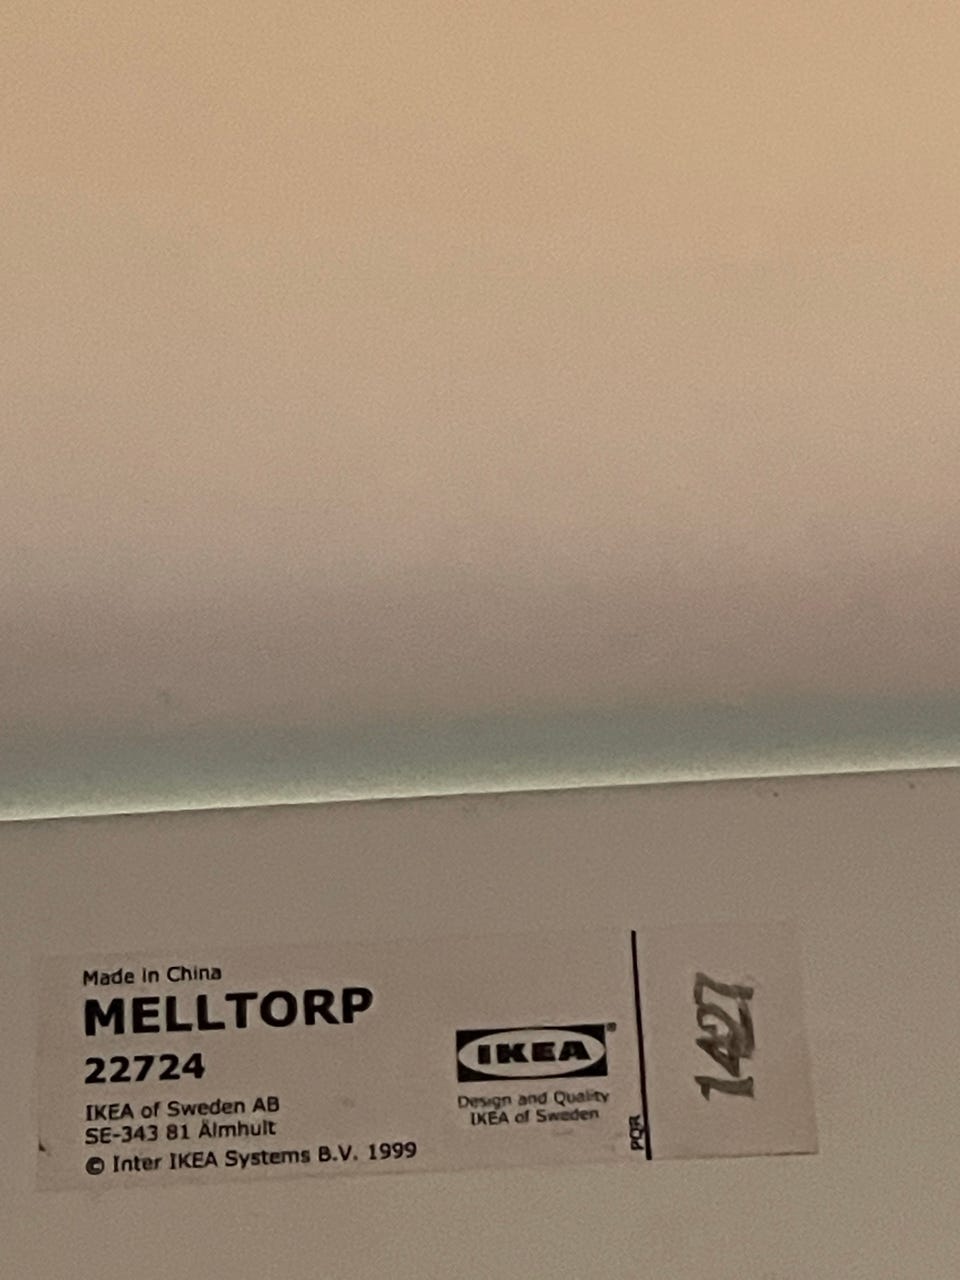 Made in China
MELLTORP
22724
IKEA of Sweden AB
SE-343 81 Älmhult
© Inter IKEA Systems B.V. 1999
IKEA®
Design and Quality
IKEA of Sweden
PQR
1427